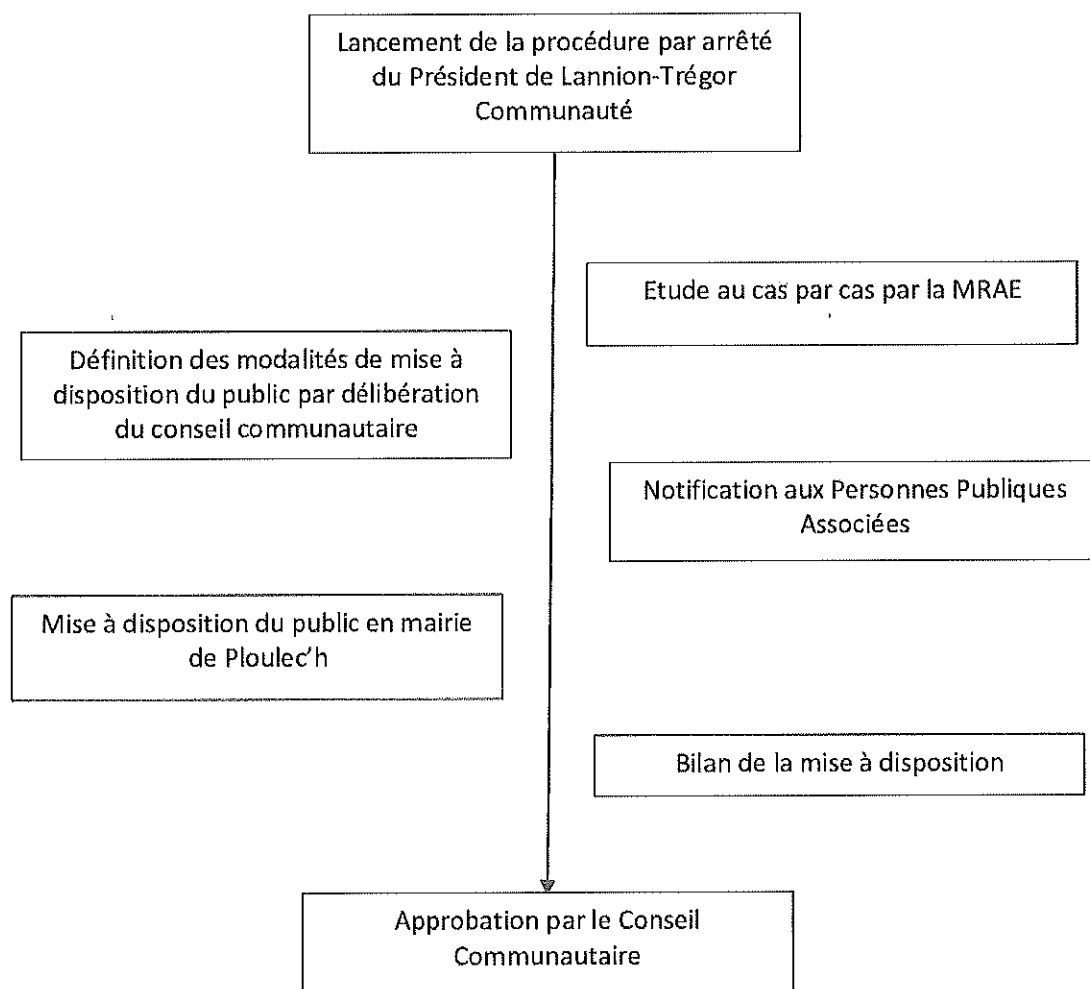 Lancement de la procédure par arrêté
du Président de Lannion-Trégor
Communauté
Etude au cas par cas par la MRAE
Définition des modalités de mise à
disposition du public par délibération
du conseil communautaire
Notification aux Personnes Publiques
Associées
Mise à disposition du public en mairie
de Ploulec'h
Bilan de la mise à disposition
Approbation par le Conseil
Communautaire